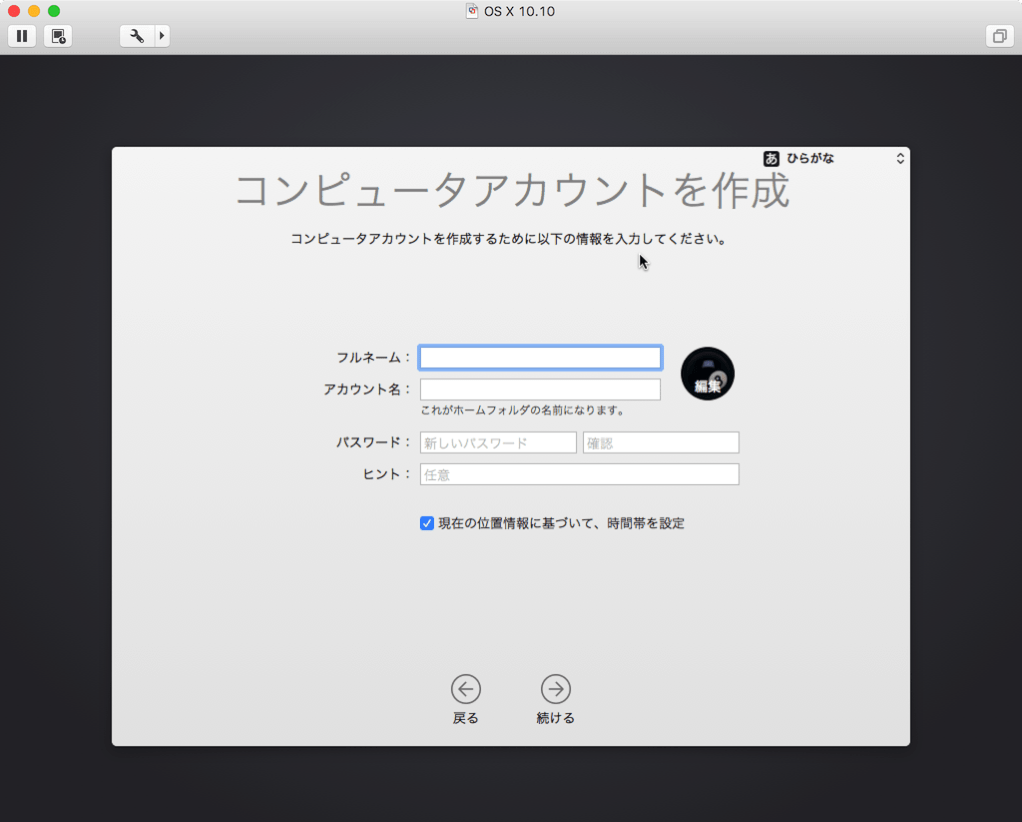 OS X 10.10
あ ひらがな
コンピュータアカウントを作成
コンピュータアカウントを作成するために以下の情報を入力してください。
フルネーム：
編集
アカウント名：
これがホームフォルダの名前になります。
パスワード： 新しいパスワード 確認
ヒント： 任意
現在の位置情報に基づいて、時間帯を設定
戻る 続ける